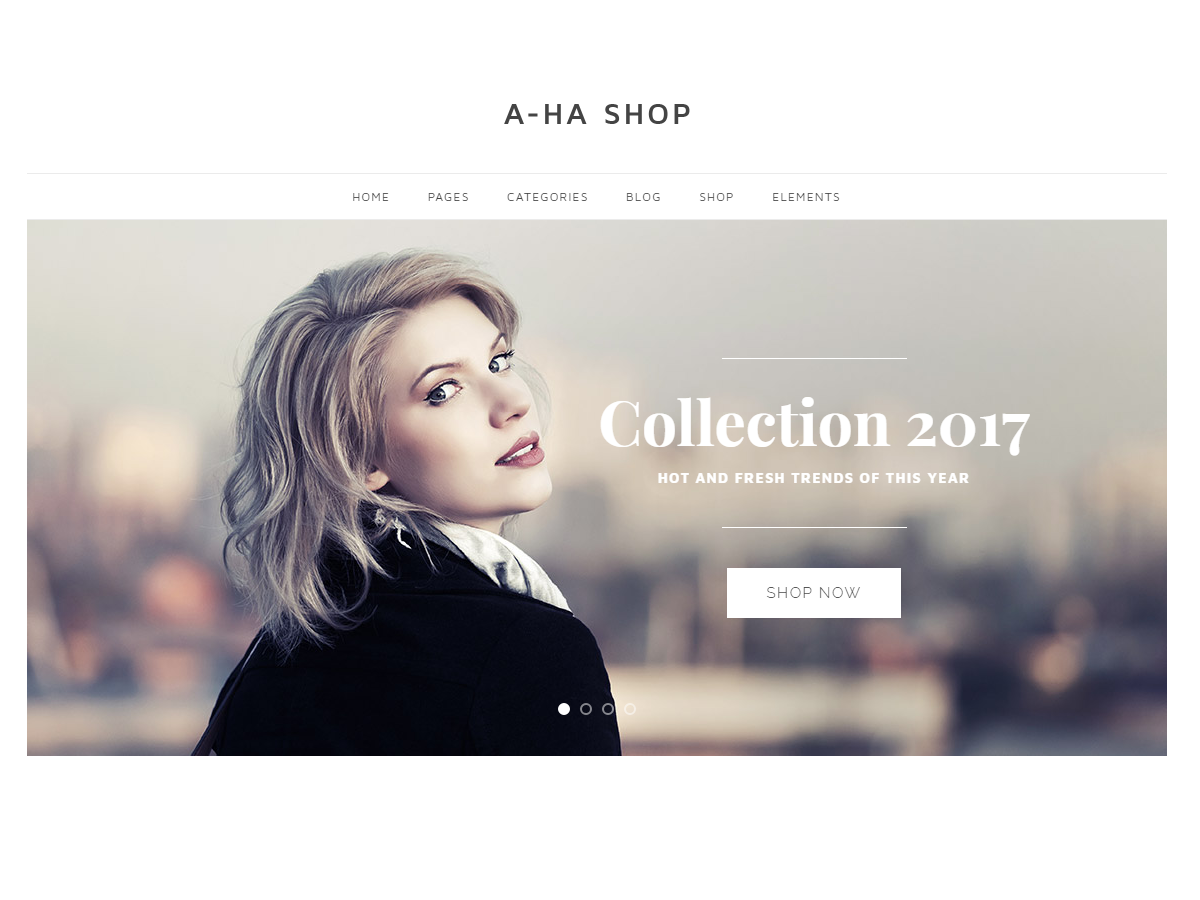 A-HA SHOP
HOME PAGES CATEGORIES BLOG SHOP ELEMENTS
Collection 2017
HOT AND FRESH TRENDS OF THIS YEAR
SHOP NOW